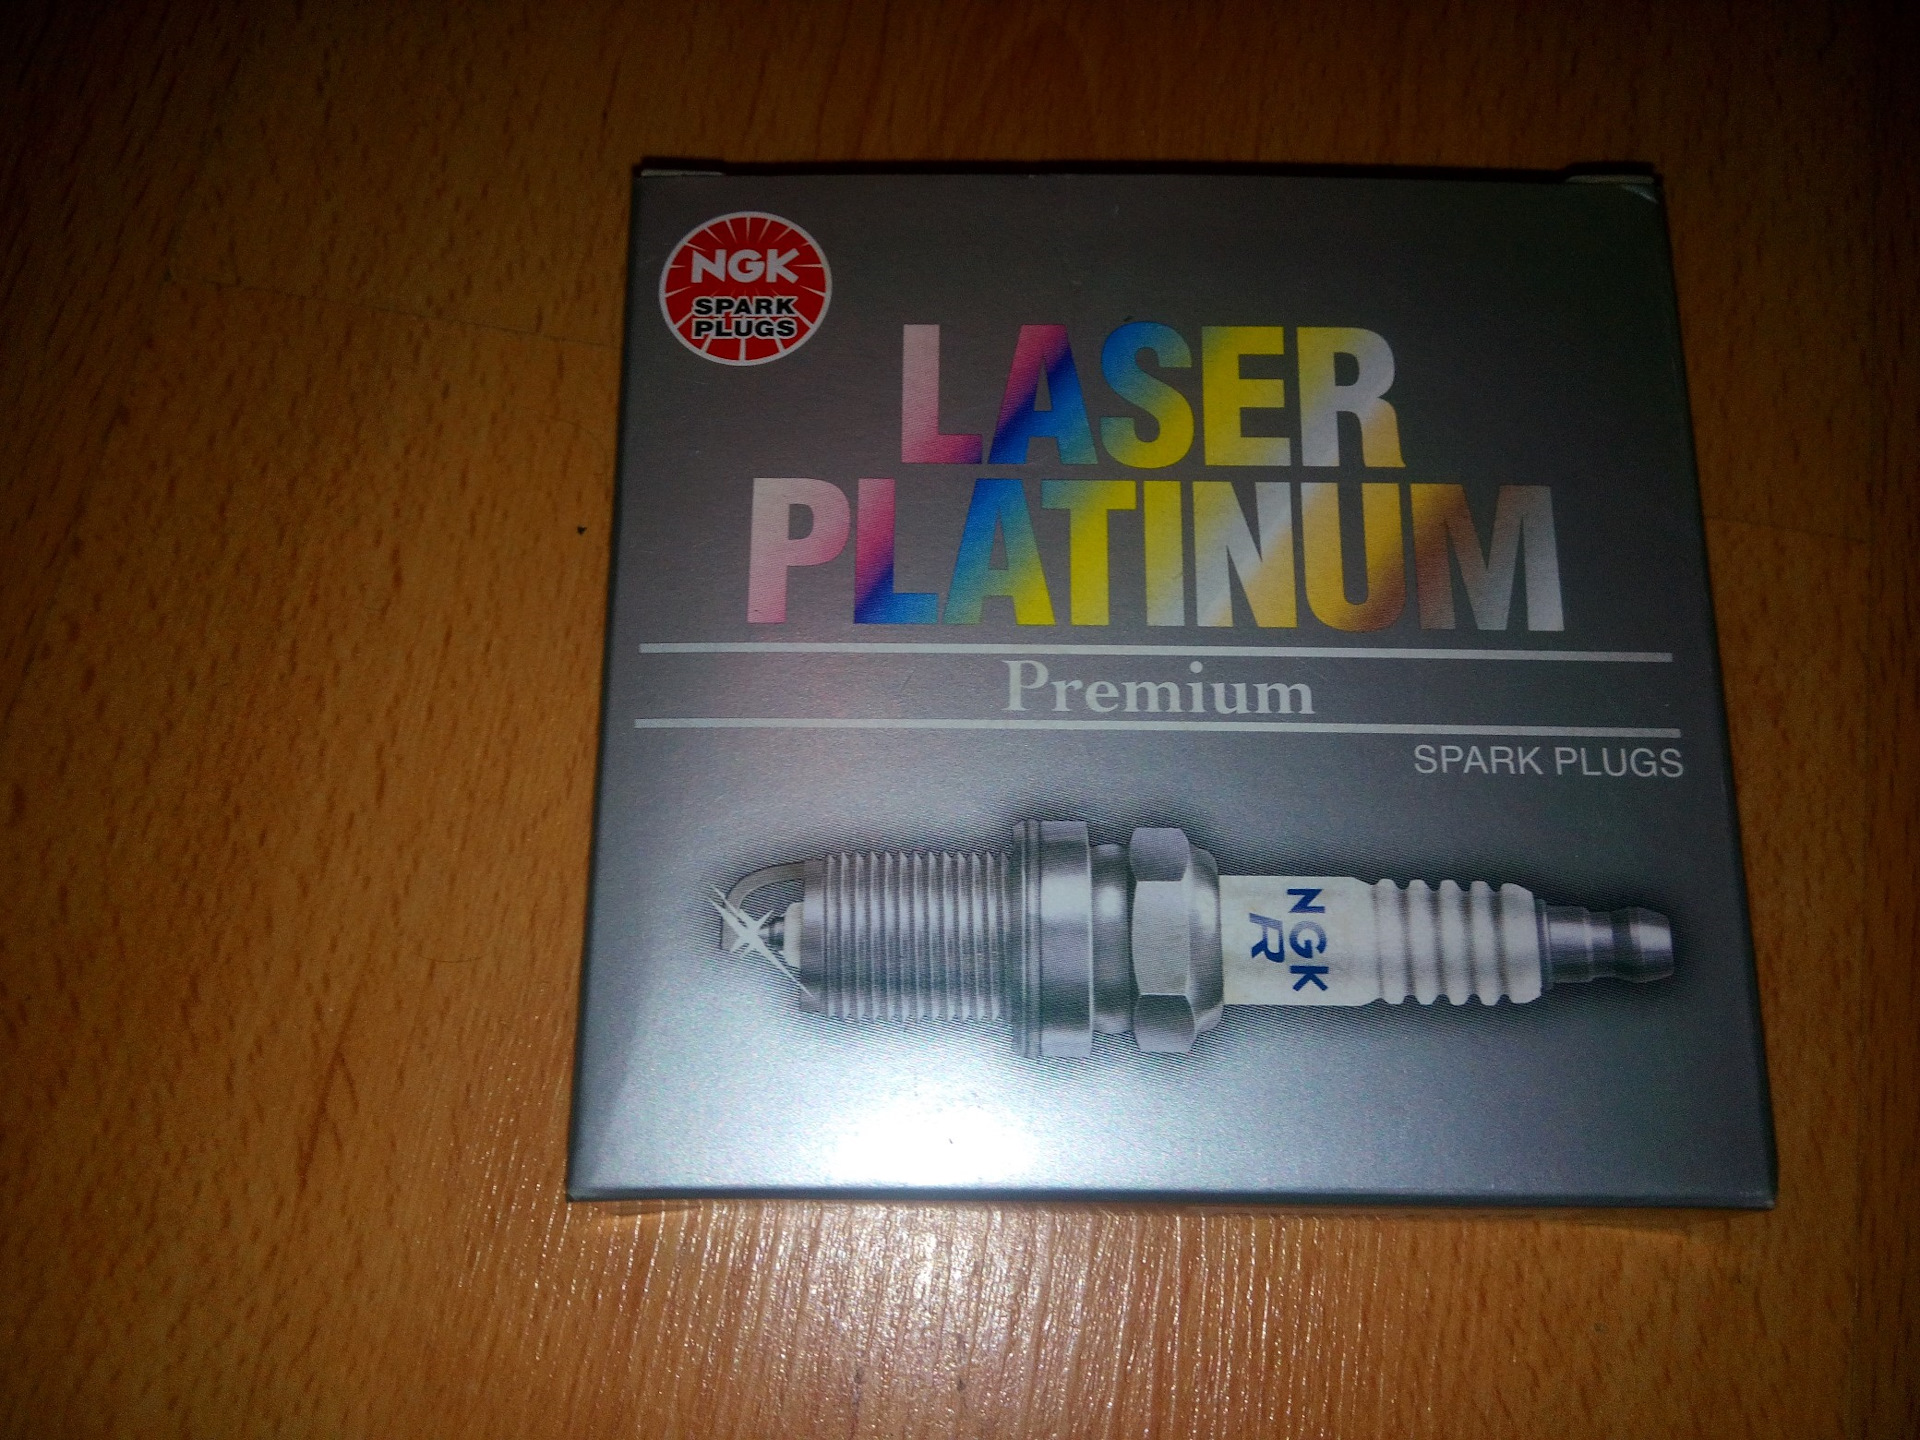 NGK
SPARK
PLUGS
LASER
PLATINUM
Premium
SPARK PLUGS
NGK
R